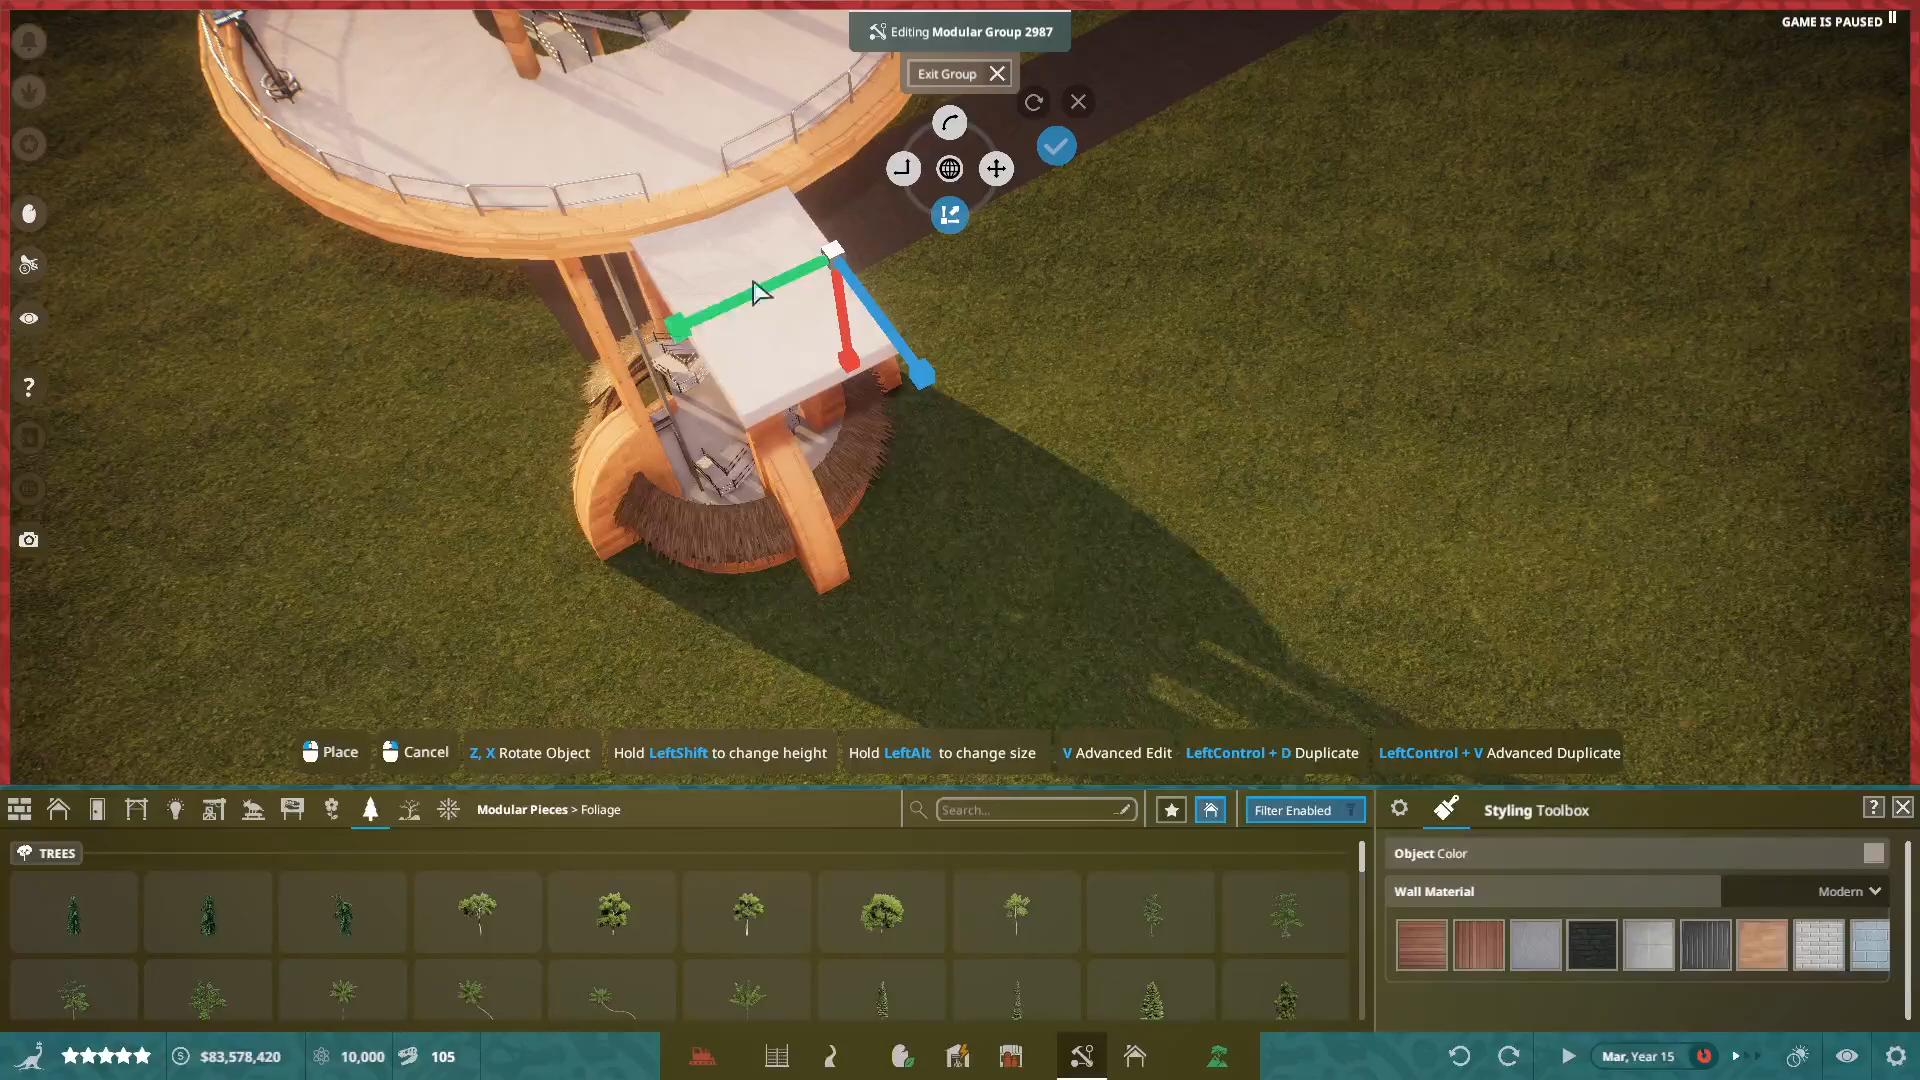 GAME IS PAUSED
Editing Modular Group 2987
Exit Group
Place
Cancel
Z, X Rotate Object
Hold LeftShift to change height
Hold LeftAlt to change size
V Advanced Edit
LeftControl + D Duplicate
LeftControl + V Advanced Duplicate
Modular Pieces > Foliage
Search...
Filter Enabled
Styling Toolbox
?
TREES
Object Color
Wall Material
Modern
$83,578,420
10,000
105
Mar, Year 15